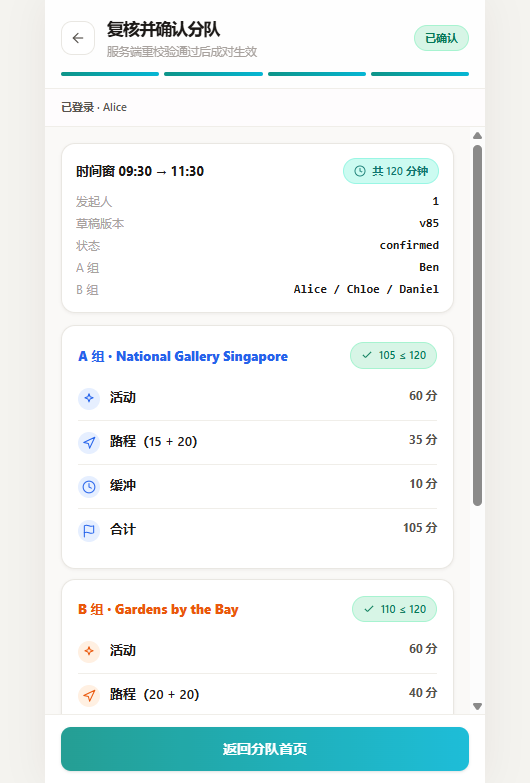 复核并确认分队
服务端重校验通过后成对生效
已确认
已登录 · Alice
时间窗 09:30 → 11:30
共 120 分钟
发起人 1
草稿版本 v85
状态 confirmed
A 组 Ben
B 组 Alice / Chloe / Daniel
A 组 · National Gallery Singapore
105 ≤ 120
活动 60 分
路程（15 + 20） 35 分
缓冲 10 分
合计 105 分
B 组 · Gardens by the Bay
110 ≤ 120
活动 60 分
路程（20 + 20） 40 分
返回分队首页